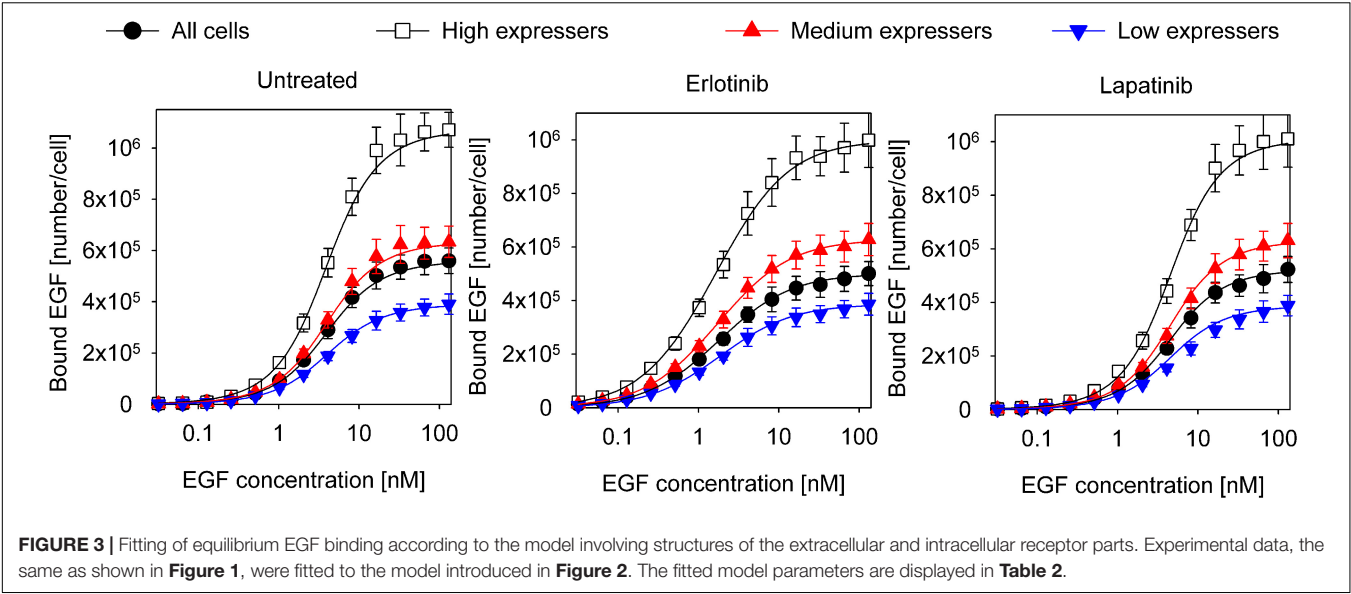 All cells
High expressers
Medium expressers
Low expressers
Untreated
Bound EGF [number/cell]
10⁶
8x10⁵
6x10⁵
4x10⁵
2x10⁵
0
0.1
1
10
100
EGF concentration [nM]
Erlotinib
Bound EGF [number/cell]
10⁶
8x10⁵
6x10⁵
4x10⁵
2x10⁵
0
0.1
1
10
100
EGF concentration [nM]
Lapatinib
Bound EGF [number/cell]
10⁶
8x10⁵
6x10⁵
4x10⁵
2x10⁵
0
0.1
1
10
100
EGF concentration [nM]
FIGURE 3 | Fitting of equilibrium EGF binding according to the model involving structures of the extracellular and intracellular receptor parts. Experimental data, the
same as shown in Figure 1, were fitted to the model introduced in Figure 2. The fitted model parameters are displayed in Table 2.